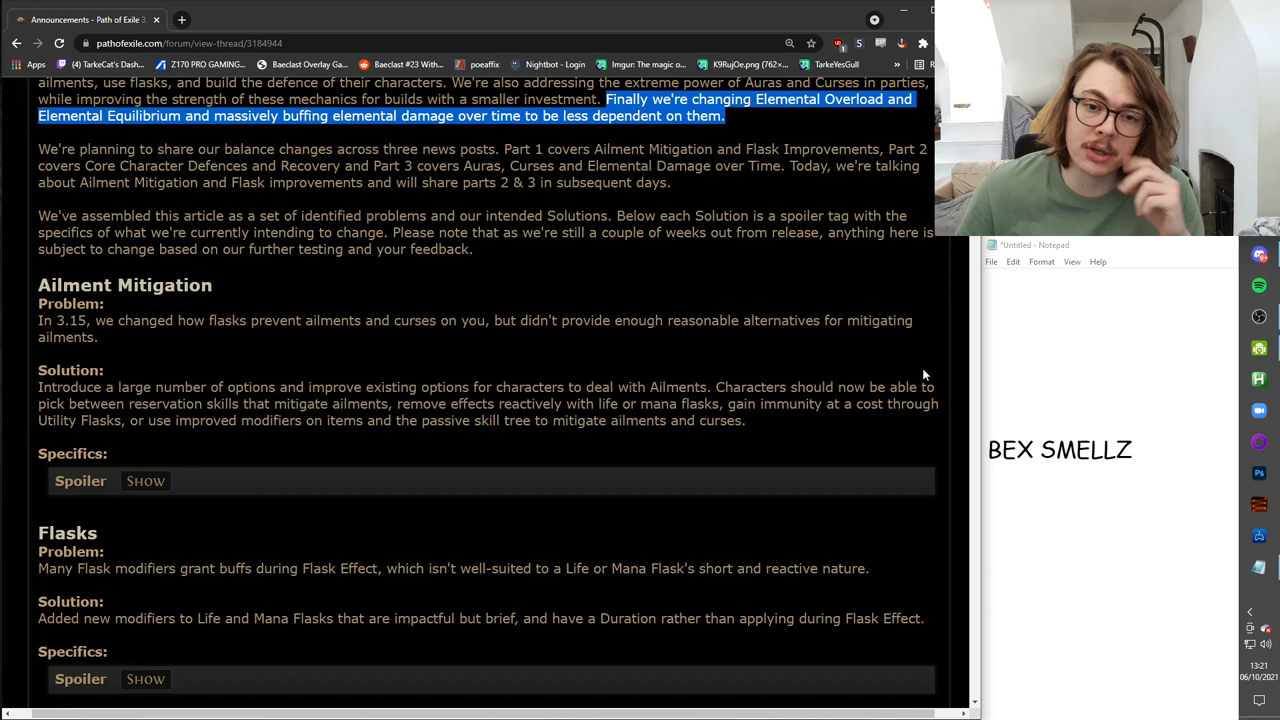 Announcements - Path of Exile 3.
pathofexile.com/forum/view-thread/3184944
Apps
(4) TarkeCat's Dam...
Z170 PRO GAMING...
Baeclast Overlay Ga...
Baeclast #23 With...
poeaffix
Nightbot - Login
Imgur: The magic o...
K9RujOe.png (762×...
TarkeYesGull
Reading list
ailments, use flasks, and build the defence of their characters. We're also addressing the extreme power of Auras and Curses in parties,
while improving the strength of these mechanics for builds with a smaller investment. Finally we're changing Elemental Overload and
Elemental Equilibrium and massively buffing elemental damage over time to be less dependent on them.
We're planning to share our balance changes across three news posts. Part 1 covers Ailment Mitigation and Flask Improvements, Part 2
covers Core Character Defences and Recovery and Part 3 covers Auras, Curses and Elemental Damage over Time. Today, we're talking
about Ailment Mitigation and Flask improvements and will share parts 2 & 3 in subsequent days.
We've assembled this article as a set of identified problems and our intended Solutions. Below each Solution is a spoiler tag with the
specifics of what we're currently intending to change. Please note that as we're still a couple of weeks out from release, anything here is
subject to change based on our further testing and your feedback.
Ailment Mitigation
Problem:
In 3.15, we changed how flasks prevent ailments and curses on you, but didn't provide enough reasonable alternatives for mitigating
ailments.
Solution:
Introduce a large number of options and improve existing options for characters to deal with Ailments. Characters should now be able to
pick between reservation skills that mitigate ailments, remove effects reactively with life or mana flasks, gain immunity at a cost through
Utility Flasks, or use improved modifiers on items and the passive skill tree to mitigate ailments and curses.
Specifics:
Spoiler SHOW
Flasks
Problem:
Many Flask modifiers grant buffs during Flask Effect, which isn't well-suited to a Life or Mana Flask's short and reactive nature.
Solution:
Added new modifiers to Life and Mana Flasks that are impactful but brief, and have a Duration rather than applying during Flask Effect.
Specifics:
Spoiler SHOW
*Untitled - Notepad
File Edit Format View Help
BEX SMELLZ
Ps
13:21
06/10/2021